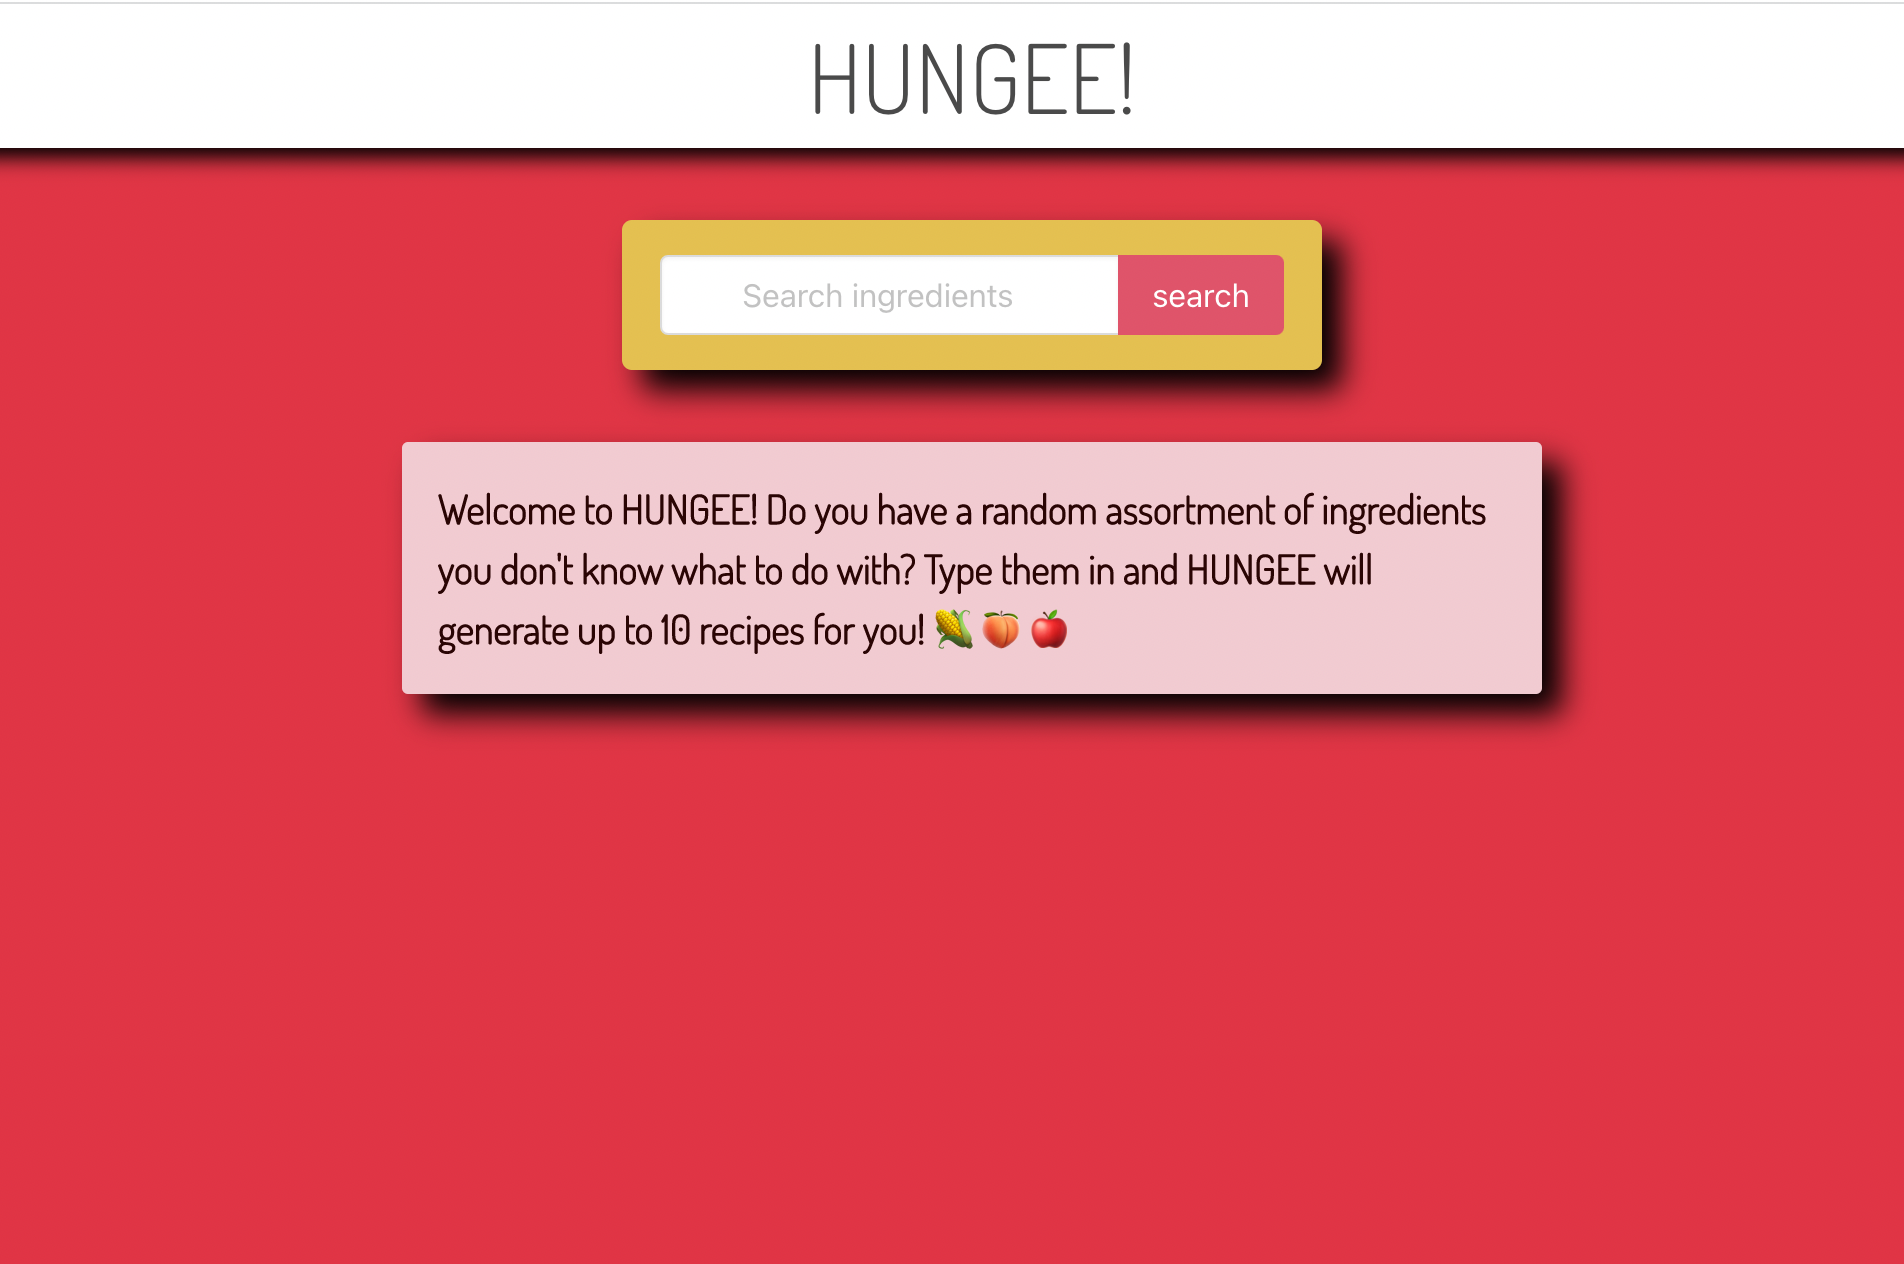 HUNGEE!
Search ingredients
search
Welcome to HUNGEE! Do you have a random assortment of ingredients
you don't know what to do with? Type them in and HUNGEE will
generate up to 10 recipes for you! 🌽 🍑 🍎